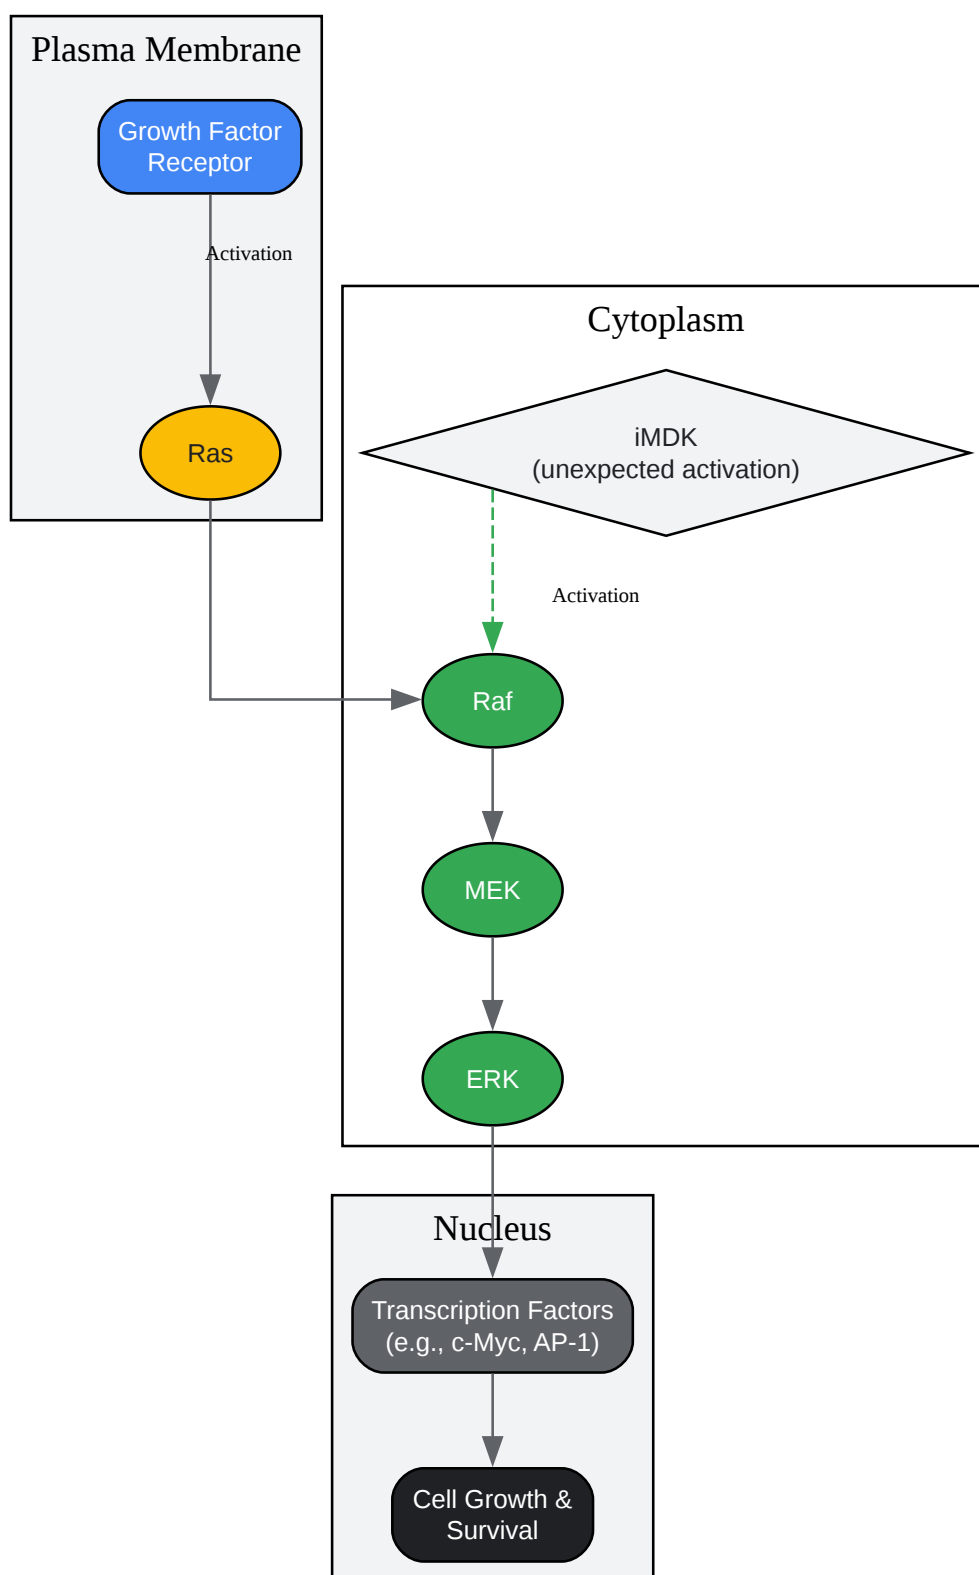 Plasma Membrane
Growth Factor
Receptor
Activation
Ras
Cytoplasm
iMDK
(unexpected activation)
Activation
Raf
MEK
ERK
Nucleus
Transcription Factors
(e.g., c-Myc, AP-1)
Cell Growth &
Survival